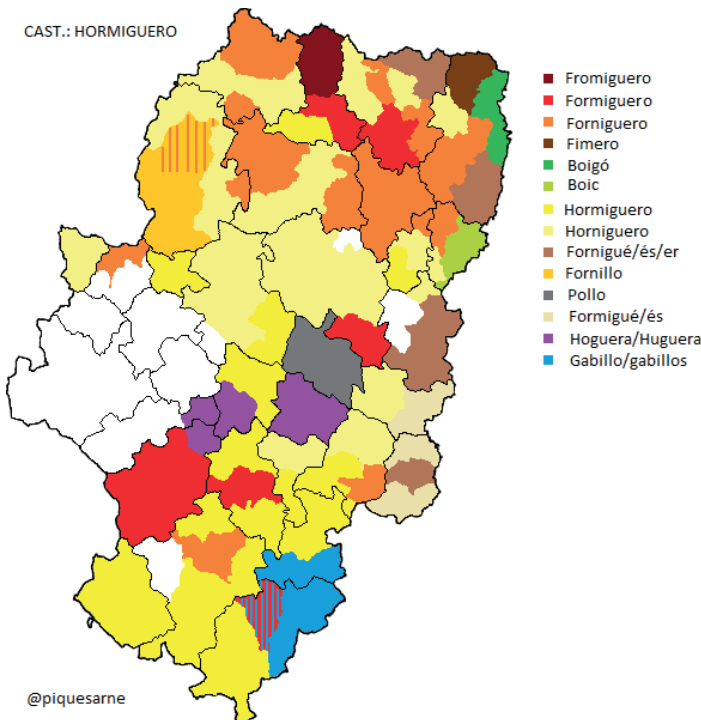 CAST.: HORMIGUERO
Fromiguero
Formiguero
Forniguero
Fimero
Boigó
Boic
Hormiguero
Horniguero
Fornigué/és/er
Fornillo
Pollo
Formigué/és
Hoguera/Huguera
Gabillo/gabillos
@piquesarne